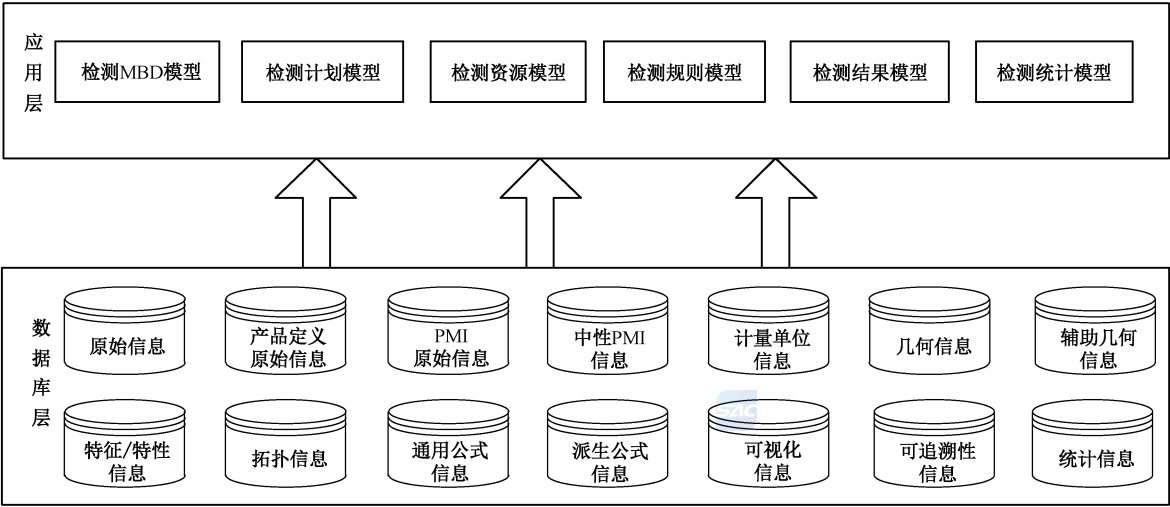 应用层
检测MBD模型
检测计划模型
检测资源模型
检测规则模型
检测结果模型
检测统计模型
数据库层
原始信息
产品定义
原始信息
PMI
原始信息
中性PMI
信息
计量单位
信息
几何信息
辅助几何
信息
特征/特性
信息
拓扑信息
通用公式
信息
派生公式
信息
SAC
可视化
信息
可追溯性
信息
统计信息